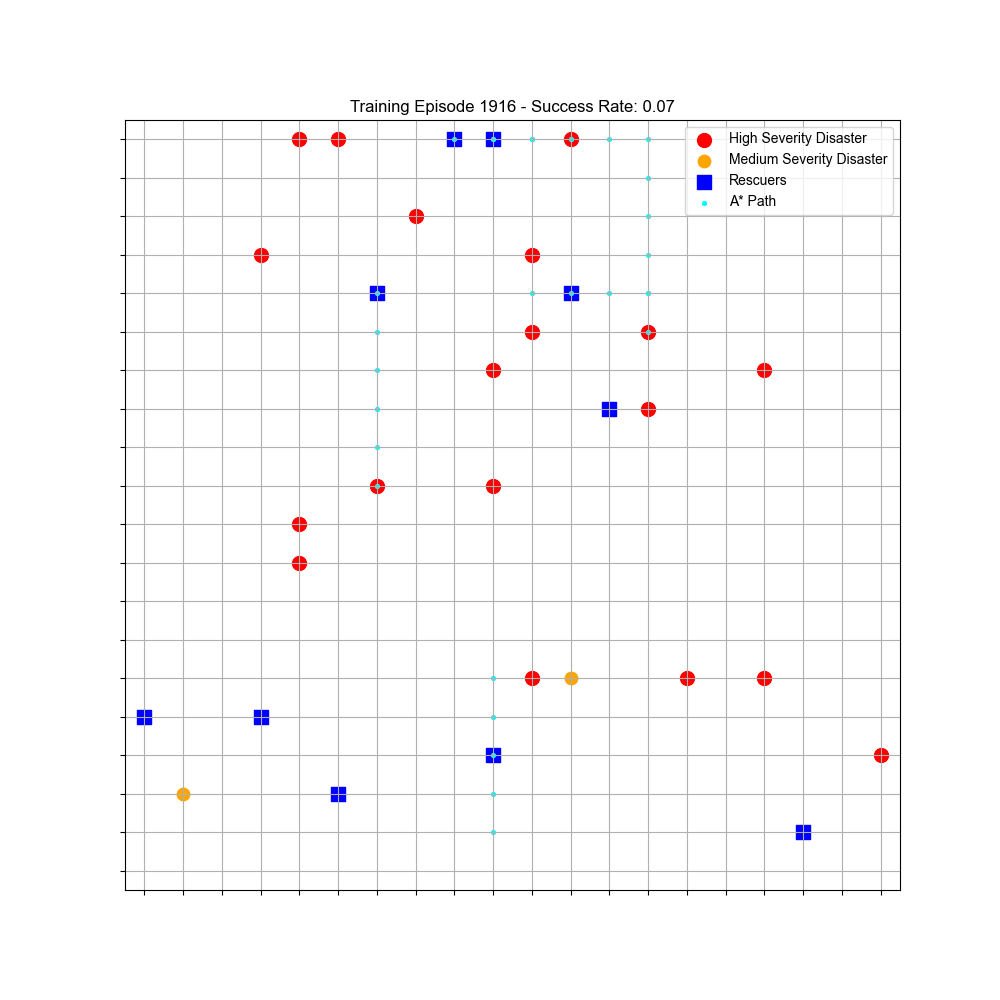 Training Episode 1916 - Success Rate: 0.07
High Severity Disaster
Medium Severity Disaster
Rescuers
A* Path